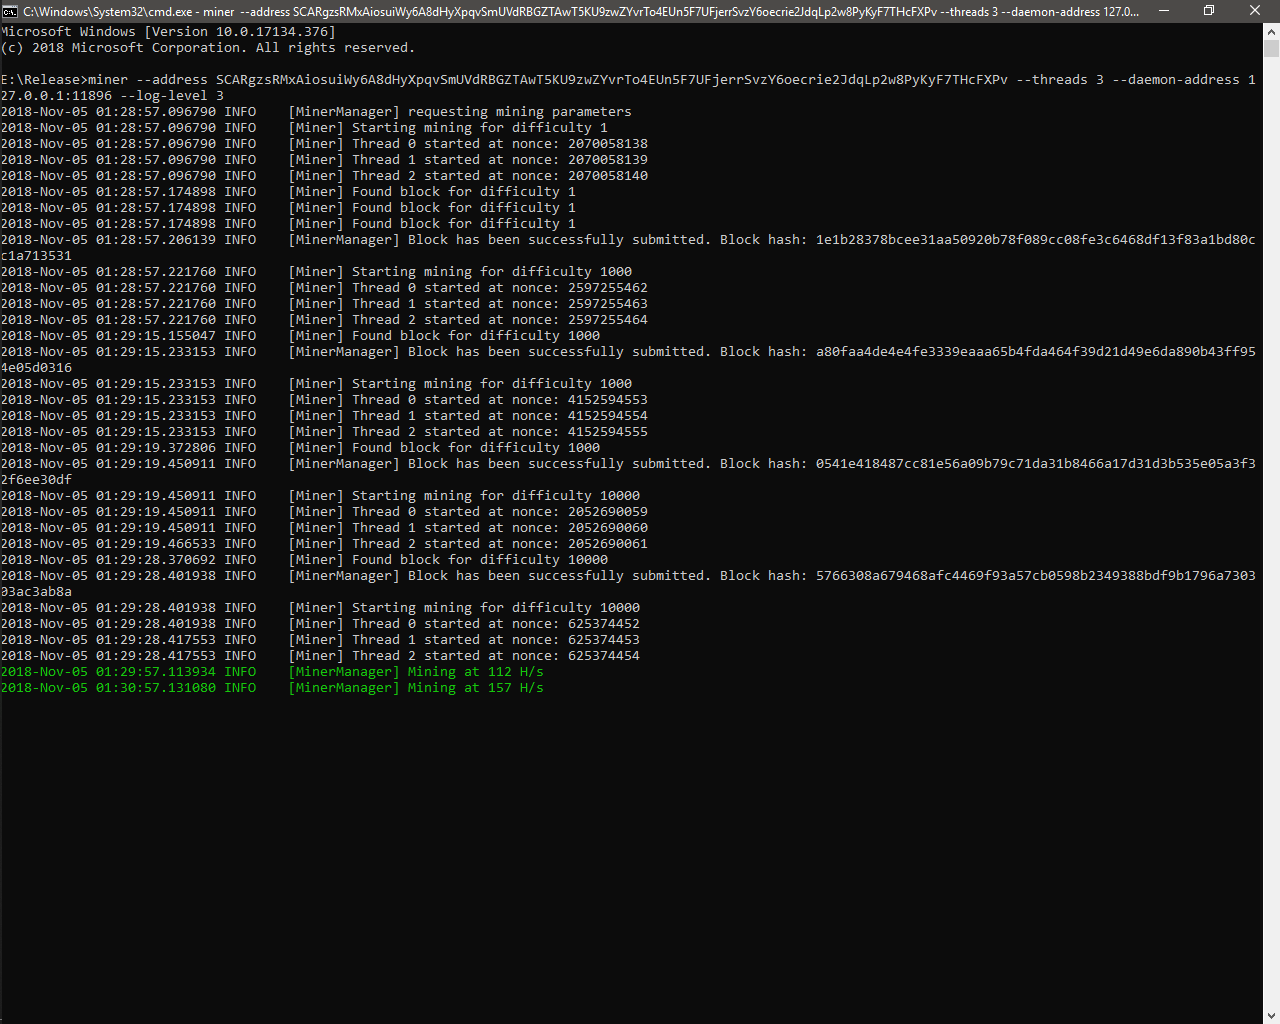 C:\Windows\System32\cmd.exe - miner --address SCARgzsRMxAiosuiWy6A8dHyXpqvSmUVdRBGZTAwT5KU9zwZYvrTo4EUn5F7UFjerrSvzY6oecrie2JdqLp2w8PyKyF7THcFXPv --threads 3 --daemon-address 127.0...
Microsoft Windows [Version 10.0.17134.376]
(c) 2018 Microsoft Corporation. All rights reserved.
E:\Release>miner --address SCARgzsRMxAiosuiWy6A8dHyXpqvSmUVdRBGZTAwT5KU9zwZYvrTo4EUn5F7UFjerrSvzY6oecrie2JdqLp2w8PyKyF7THcFXPv --threads 3 --daemon-address 1
27.0.0.1:11896 --log-level 3
2018-Nov-05 01:28:57.096790 INFO    [MinerManager] requesting mining parameters
2018-Nov-05 01:28:57.096790 INFO    [Miner] Starting mining for difficulty 1
2018-Nov-05 01:28:57.096790 INFO    [Miner] Thread 0 started at nonce: 2070058138
2018-Nov-05 01:28:57.096790 INFO    [Miner] Thread 1 started at nonce: 2070058139
2018-Nov-05 01:28:57.096790 INFO    [Miner] Thread 2 started at nonce: 2070058140
2018-Nov-05 01:28:57.174898 INFO    [Miner] Found block for difficulty 1
2018-Nov-05 01:28:57.174898 INFO    [Miner] Found block for difficulty 1
2018-Nov-05 01:28:57.174898 INFO    [Miner] Found block for difficulty 1
2018-Nov-05 01:28:57.206139 INFO    [MinerManager] Block has been successfully submitted. Block hash: 1e1b28378bcee31aa50920b78f089cc08fe3c6468df13f83a1bd80c
c1a713531
2018-Nov-05 01:28:57.221760 INFO    [Miner] Starting mining for difficulty 1000
2018-Nov-05 01:28:57.221760 INFO    [Miner] Thread 0 started at nonce: 2597255462
2018-Nov-05 01:28:57.221760 INFO    [Miner] Thread 1 started at nonce: 2597255463
2018-Nov-05 01:28:57.221760 INFO    [Miner] Thread 2 started at nonce: 2597255464
2018-Nov-05 01:29:15.155047 INFO    [Miner] Found block for difficulty 1000
2018-Nov-05 01:29:15.233153 INFO    [MinerManager] Block has been successfully submitted. Block hash: a80faa4de4e4fe3339eaaa65b4fda464f39d21d49e6da890b43ff95
4e05d0316
2018-Nov-05 01:29:15.233153 INFO    [Miner] Starting mining for difficulty 1000
2018-Nov-05 01:29:15.233153 INFO    [Miner] Thread 0 started at nonce: 4152594553
2018-Nov-05 01:29:15.233153 INFO    [Miner] Thread 1 started at nonce: 4152594554
2018-Nov-05 01:29:15.233153 INFO    [Miner] Thread 2 started at nonce: 4152594555
2018-Nov-05 01:29:19.372806 INFO    [Miner] Found block for difficulty 1000
2018-Nov-05 01:29:19.450911 INFO    [MinerManager] Block has been successfully submitted. Block hash: 0541e418487cc81e56a09b79c71da31b8466a17d31d3b535e05a3f3
2f6ee30df
2018-Nov-05 01:29:19.450911 INFO    [Miner] Starting mining for difficulty 10000
2018-Nov-05 01:29:19.450911 INFO    [Miner] Thread 0 started at nonce: 2052690059
2018-Nov-05 01:29:19.450911 INFO    [Miner] Thread 1 started at nonce: 2052690060
2018-Nov-05 01:29:19.466533 INFO    [Miner] Thread 2 started at nonce: 2052690061
2018-Nov-05 01:29:28.370692 INFO    [Miner] Found block for difficulty 10000
2018-Nov-05 01:29:28.401938 INFO    [MinerManager] Block has been successfully submitted. Block hash: 5766308a679468afc4469f93a57cb0598b2349388bdf9b1796a7303
03ac3ab8a
2018-Nov-05 01:29:28.401938 INFO    [Miner] Starting mining for difficulty 10000
2018-Nov-05 01:29:28.401938 INFO    [Miner] Thread 0 started at nonce: 625374452
2018-Nov-05 01:29:28.417553 INFO    [Miner] Thread 1 started at nonce: 625374453
2018-Nov-05 01:29:28.417553 INFO    [Miner] Thread 2 started at nonce: 625374454
2018-Nov-05 01:29:57.113934 INFO    [MinerManager] Mining at 112 H/s
2018-Nov-05 01:30:57.131080 INFO    [MinerManager] Mining at 157 H/s